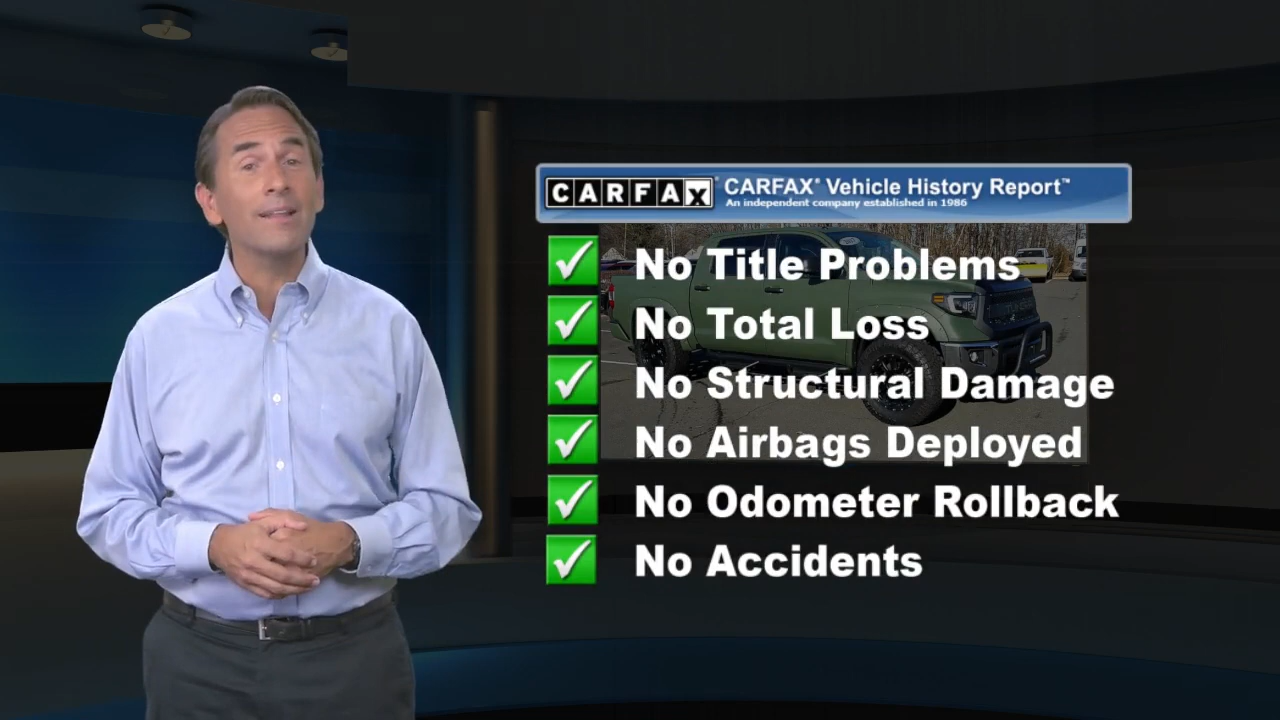 CARFAX® CARFAX® Vehicle History Report™
An independent company established in 1986
No Title Problems
No Total Loss
No Structural Damage
No Airbags Deployed
No Odometer Rollback
No Accidents